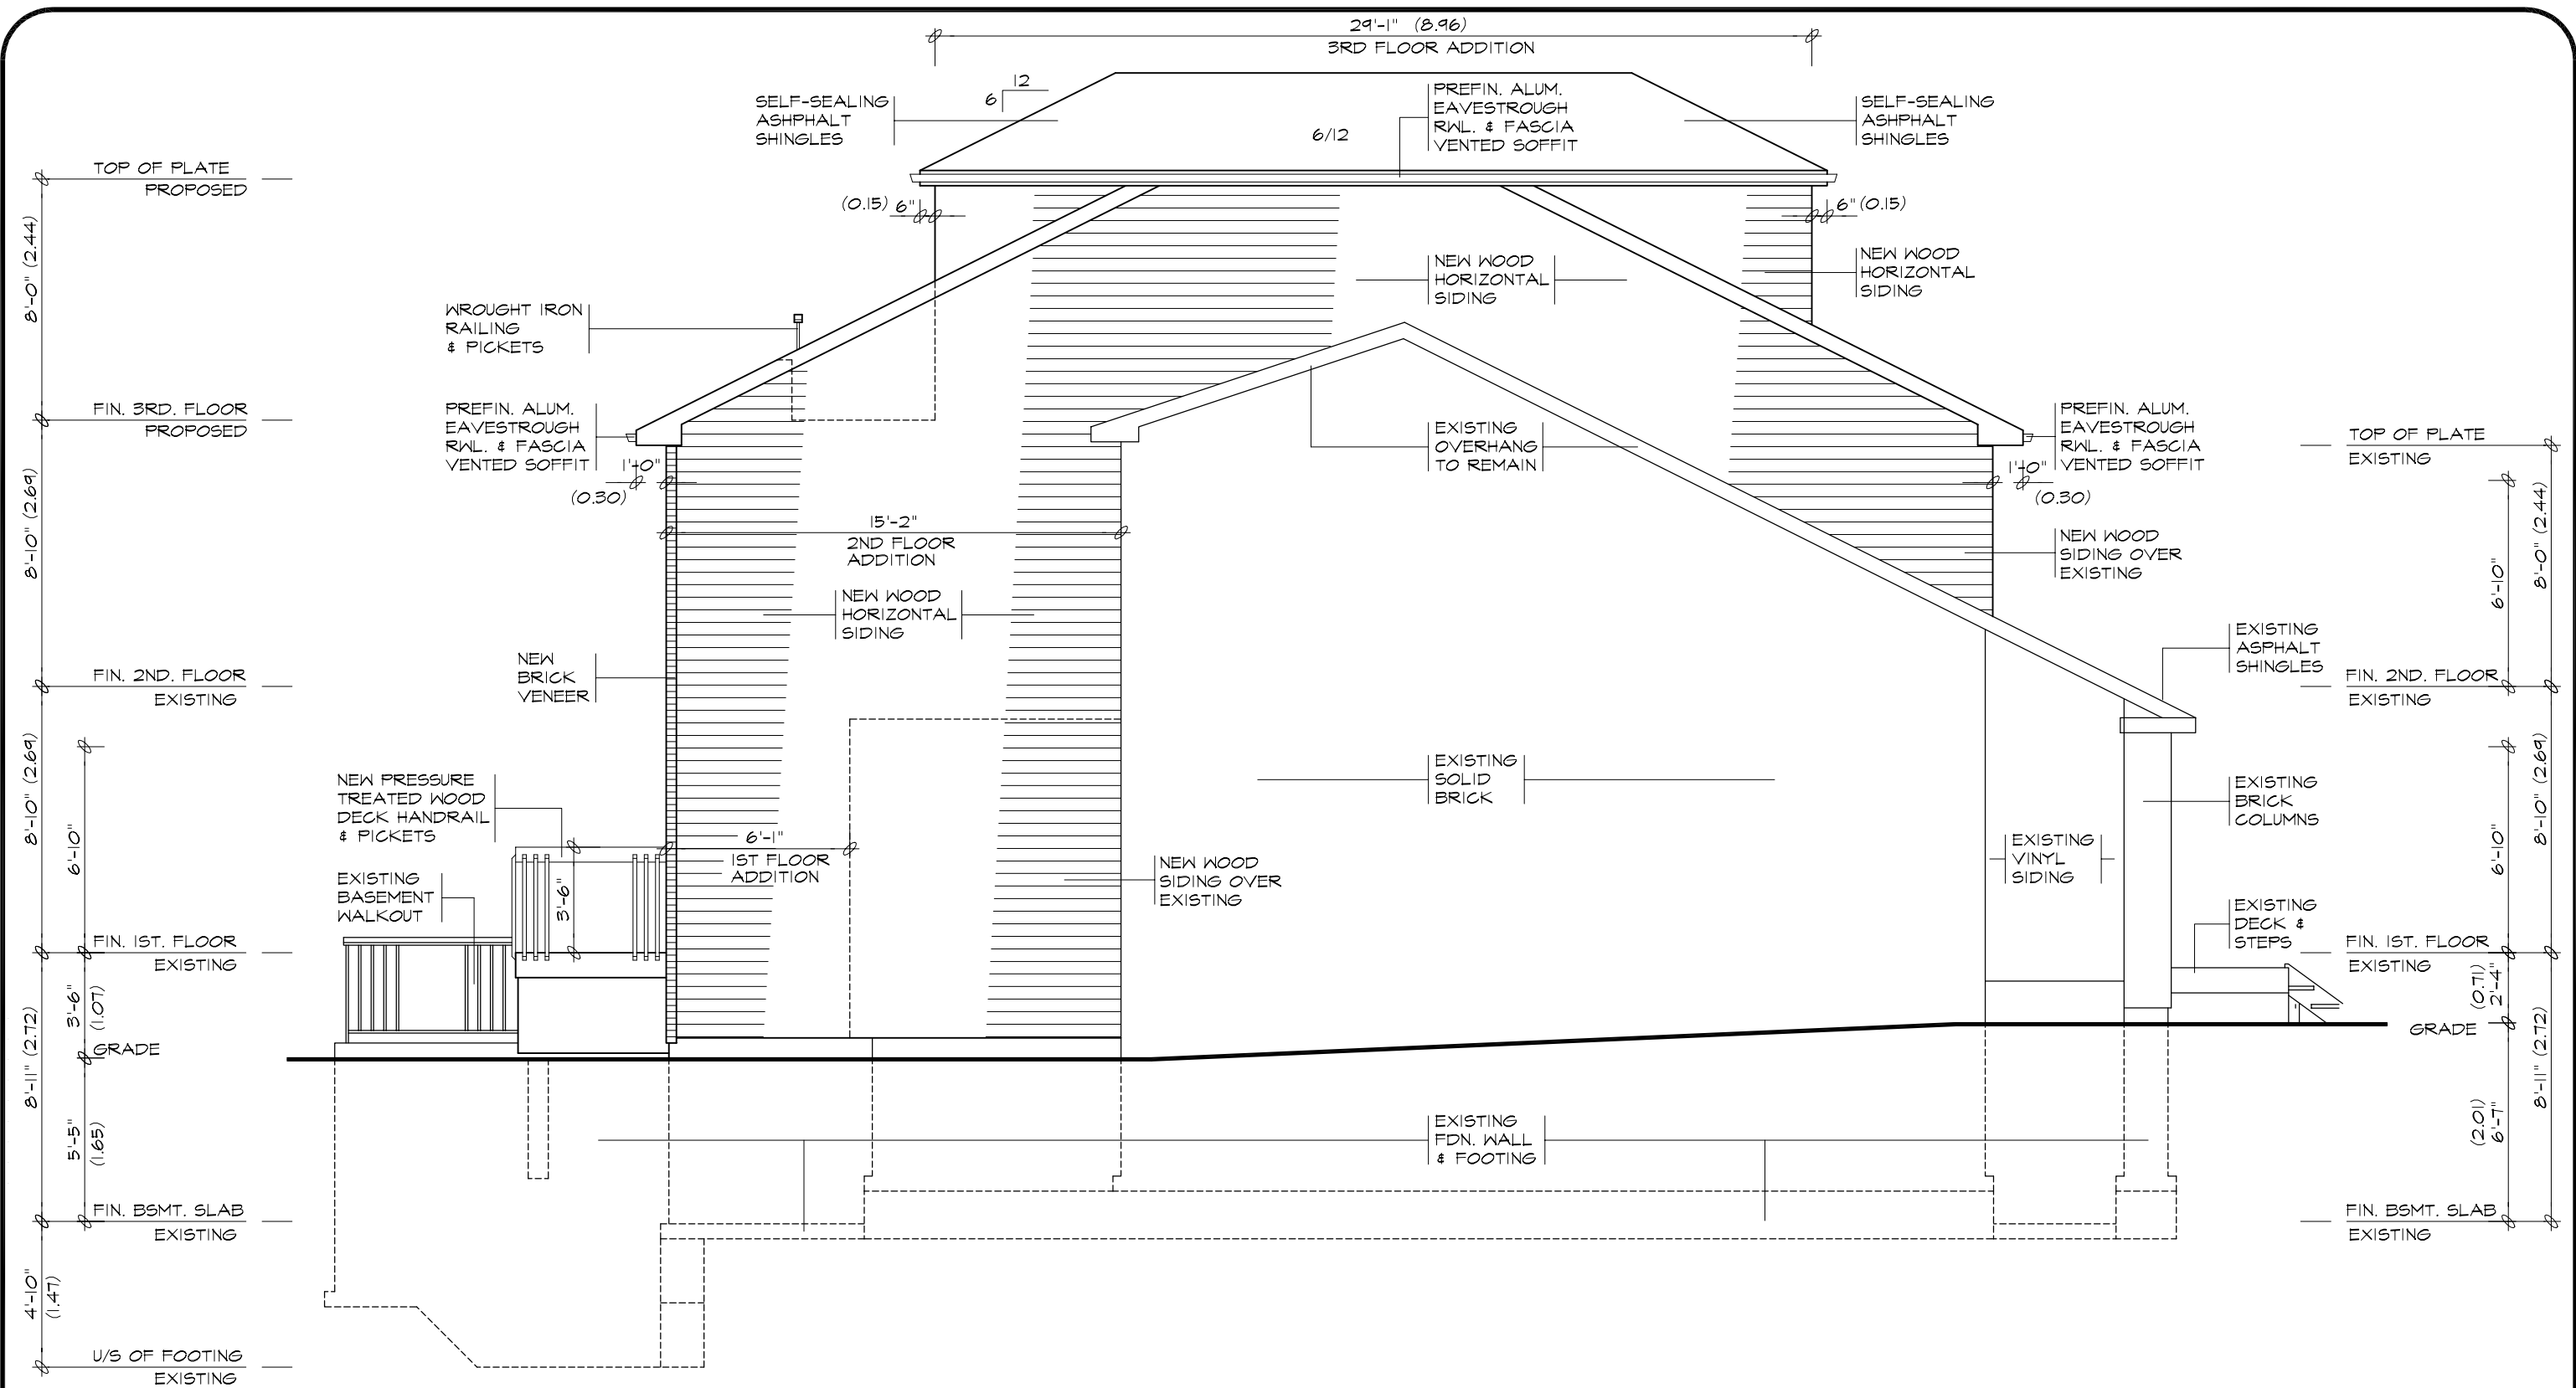 29'-1" (8.96)
3RD FLOOR ADDITION
12
6
SELF-SEALING
ASHPHALT
SHINGLES
6/12
PREFIN. ALUM.
EAVESTROUGH
RWL. & FASCIA
VENTED SOFFIT
SELF-SEALING
ASHPHALT
SHINGLES
TOP OF PLATE
PROPOSED
(0.15) 6"
6" (0.15)
8'-0" (2.44)
NEW WOOD
HORIZONTAL
SIDING
NEW WOOD
HORIZONTAL
SIDING
WROUGHT IRON
RAILING
& PICKETS
FIN. 3RD. FLOOR
PROPOSED
PREFIN. ALUM.
EAVESTROUGH
RWL. & FASCIA
VENTED SOFFIT
1'-0"
(0.30)
EXISTING
OVERHANG
TO REMAIN
PREFIN. ALUM.
EAVESTROUGH
RWL. & FASCIA
VENTED SOFFIT
1'-0"
(0.30)
TOP OF PLATE
EXISTING
8'-10" (2.69)
15'-2"
2ND FLOOR
ADDITION
NEW WOOD
SIDING OVER
EXISTING
6'-10"
8'-0" (2.44)
NEW WOOD
HORIZONTAL
SIDING
NEW
BRICK
VENEER
EXISTING
ASPHALT
SHINGLES
FIN. 2ND. FLOOR
EXISTING
FIN. 2ND. FLOOR
EXISTING
8'-10" (2.69)
6'-10"
NEW PRESSURE
TREATED WOOD
DECK HANDRAIL
& PICKETS
EXISTING
SOLID
BRICK
EXISTING
BRICK
COLUMNS
6'-10"
8'-10" (2.69)
6'-1"
1ST FLOOR
ADDITION
3'-6"
EXISTING
BASEMENT
WALKOUT
NEW WOOD
SIDING OVER
EXISTING
EXISTING
VINYL
SIDING
EXISTING
DECK &
STEPS
FIN. 1ST. FLOOR
EXISTING
FIN. 1ST. FLOOR
EXISTING
3'-6"
(1.07)
(0.71)
2'-4"
GRADE
GRADE
8'-11" (2.72)
8'-11" (2.72)
5'-5"
(1.65)
EXISTING
FDN. WALL
& FOOTING
(2.01)
6'-7"
FIN. BSMT. SLAB
EXISTING
FIN. BSMT. SLAB
EXISTING
4'-10"
(1.47)
U/S OF FOOTING
EXISTING